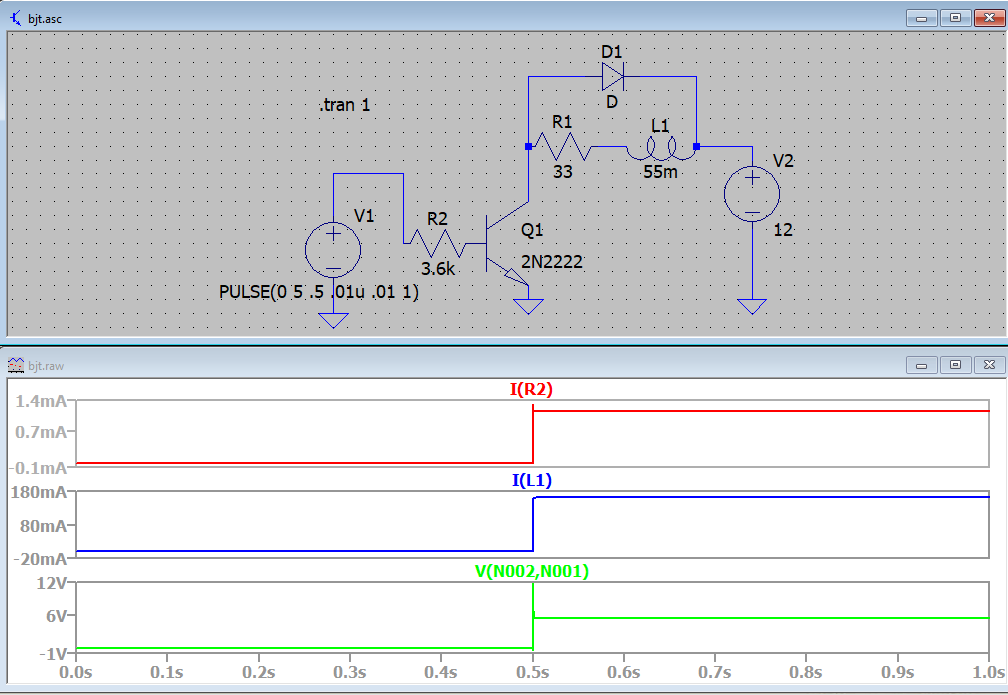 bjt.asc
D1
.tran 1
D
R1
L1
33
55m
V2
V1
R2
Q1
12
3.6k
2N2222
PULSE(0 5 .5 .01u .01 1)
bjt.raw
I(R2)
1.4mA
0.7mA
-0.1mA
I(L1)
180mA
80mA
-20mA
V(N002,N001)
12V
6V
-1V
0.0s 0.1s 0.2s 0.3s 0.4s 0.5s 0.6s 0.7s 0.8s 0.9s 1.0s